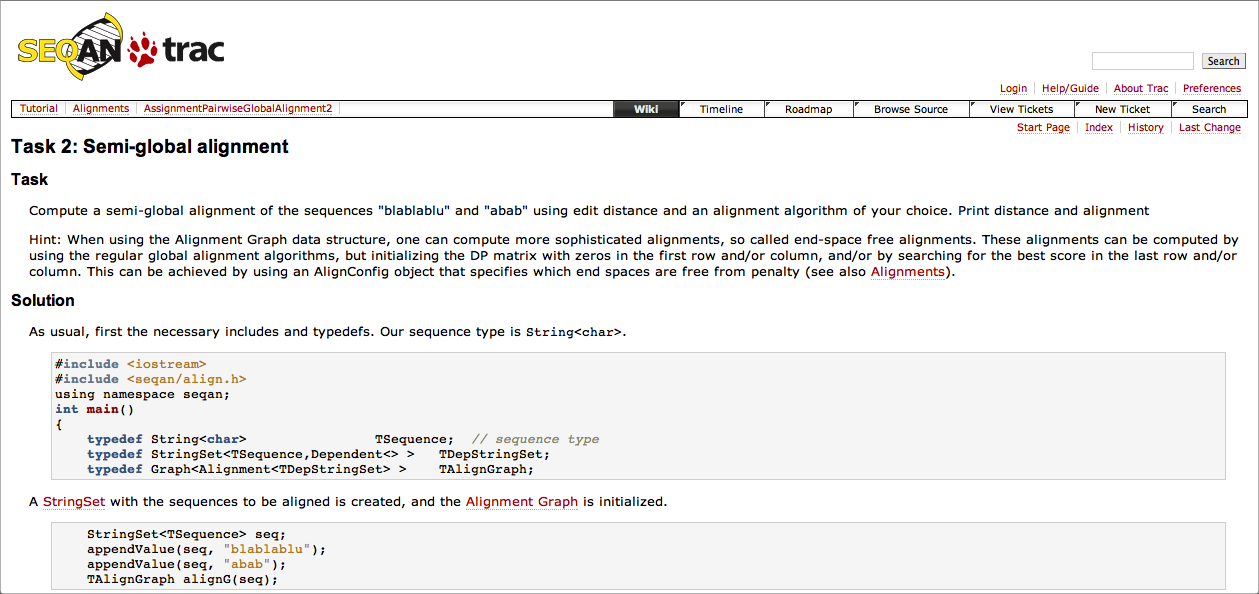 SEQAN trac
Search
Login Help/Guide About Trac Preferences
Tutorial Alignments AssignmentPairwiseGlobalAlignment2 Wiki Timeline Roadmap Browse Source View Tickets New Ticket Search
Start Page Index History Last Change
Task 2: Semi-global alignment
Task
Compute a semi-global alignment of the sequences "blablablu" and "abab" using edit distance and an alignment algorithm of your choice. Print distance and alignment
Hint: When using the Alignment Graph data structure, one can compute more sophisticated alignments, so called end-space free alignments. These alignments can be computed by
using the regular global alignment algorithms, but initializing the DP matrix with zeros in the first row and/or column, and/or by searching for the best score in the last row and/or
column. This can be achieved by using an AlignConfig object that specifies which end spaces are free from penalty (see also Alignments).
Solution
As usual, first the necessary includes and typedefs. Our sequence type is String<char>.
#include <iostream>
#include <seqan/align.h>
using namespace seqan;
int main()
{
typedef String<char> TSequence; // sequence type
typedef StringSet<TSequence,Dependent<> > TDepStringSet;
typedef Graph<Alignment<TDepStringSet> > TAlignGraph;
A StringSet with the sequences to be aligned is created, and the Alignment Graph is initialized.
StringSet<TSequence> seq;
appendValue(seq, "blablablu");
appendValue(seq, "abab");
TAlignGraph alignG(seq);